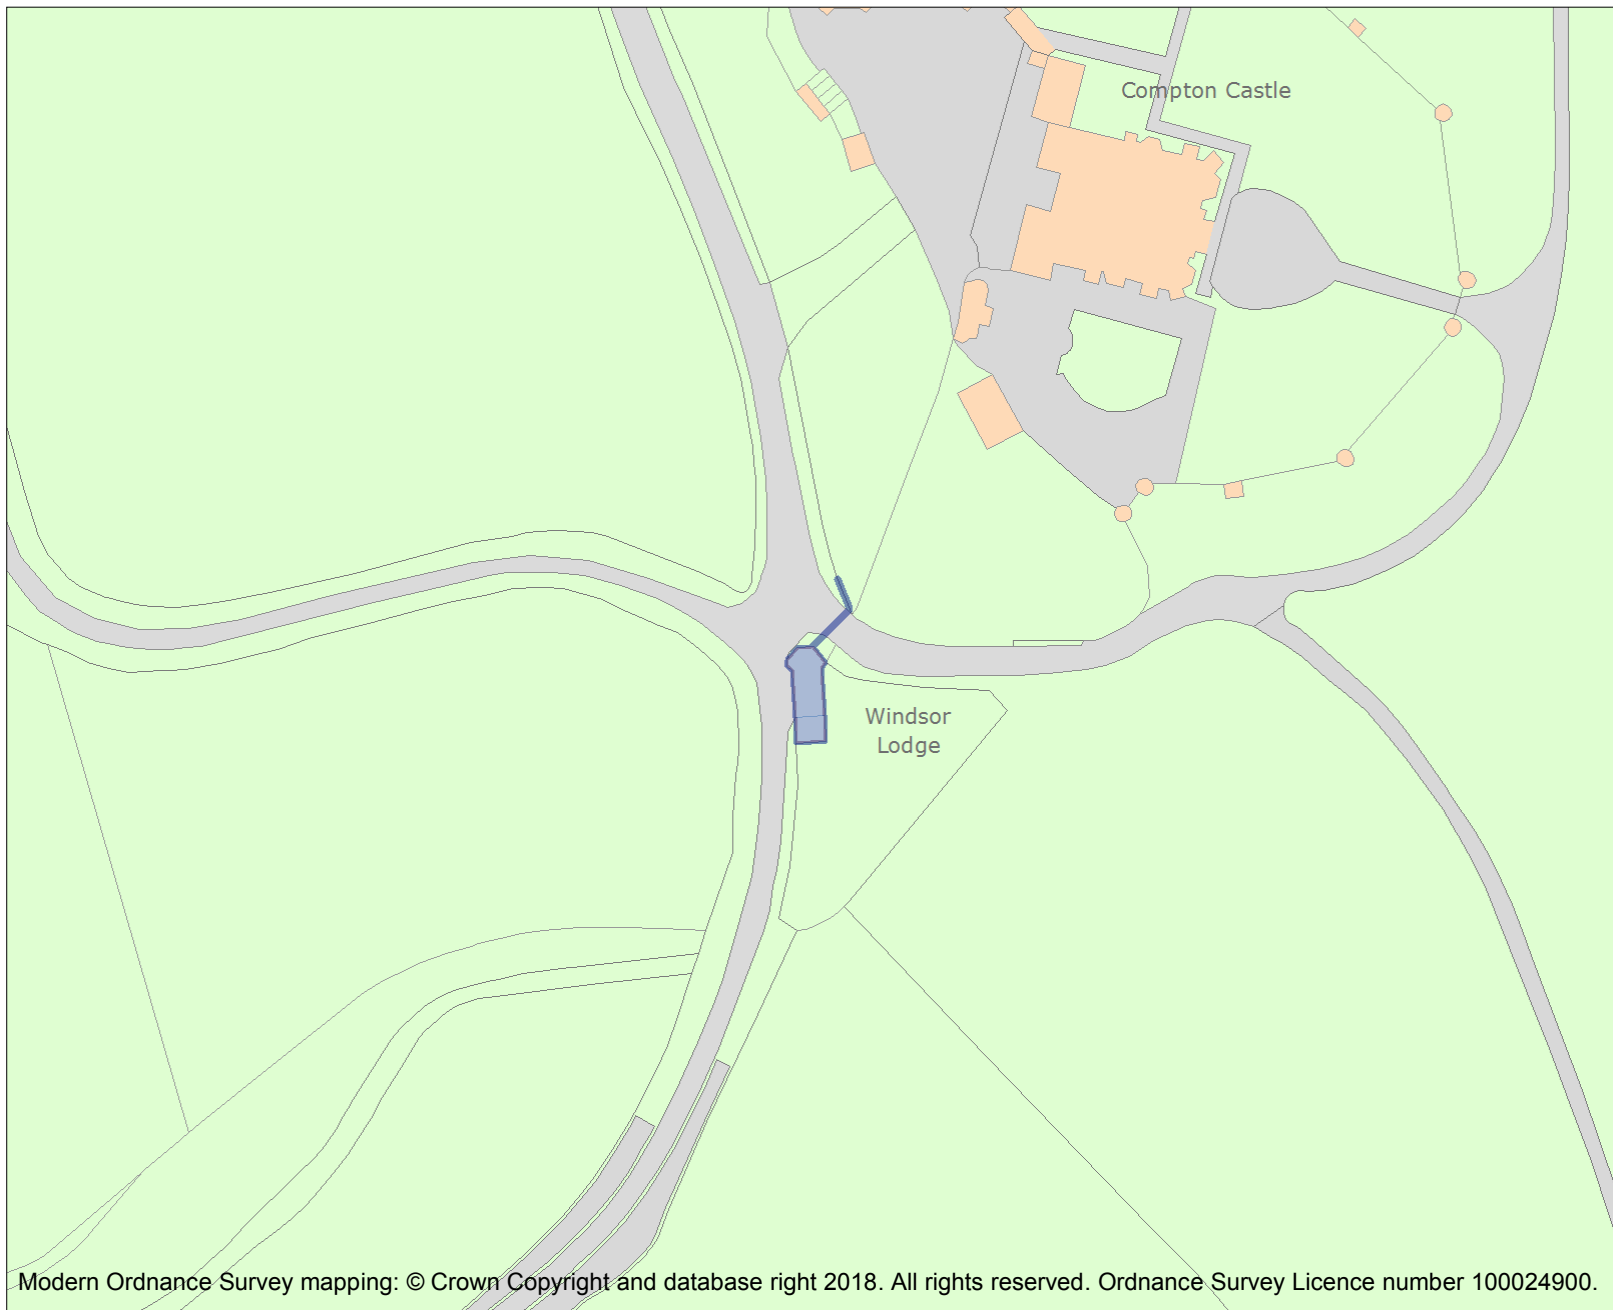 Compton Castle
Windsor
Lodge
Modern Ordnance Survey mapping: © Crown Copyright and database right 2018. All rights reserved. Ordnance Survey Licence number 100024900.